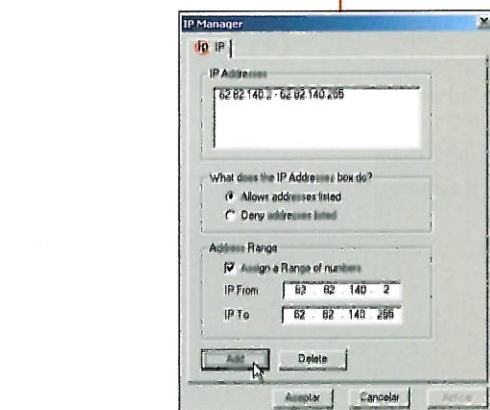 IP Manager
IP
IP Addresses
62.82.140.2 - 62.82.140.255
What does the IP Addresses box do?
Allows addresses listed
Deny addresses listed
Address Range
Assign a Range of numbers
IP From 62 . 82 . 140 . 2
IP To 62 . 82 . 140 .
Add Delete
Aceptar Cancelar